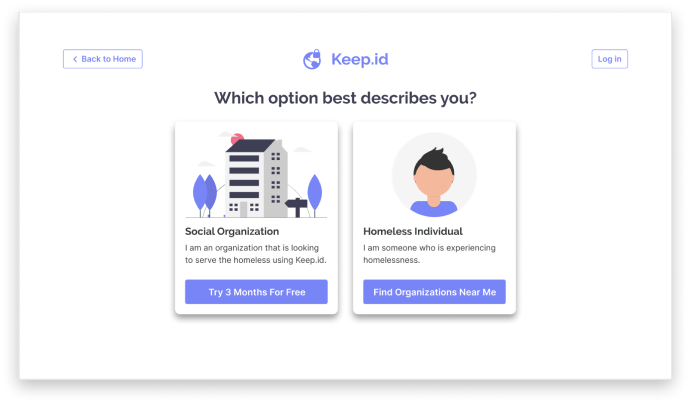 Back to Home
Keep.id
Log in
Which option best describes you?
Social Organization
I am an organization that is looking
to serve the homeless using Keep.id.
Try 3 Months For Free
Homeless Individual
I am someone who is experiencing
homelessness.
Find Organizations Near Me